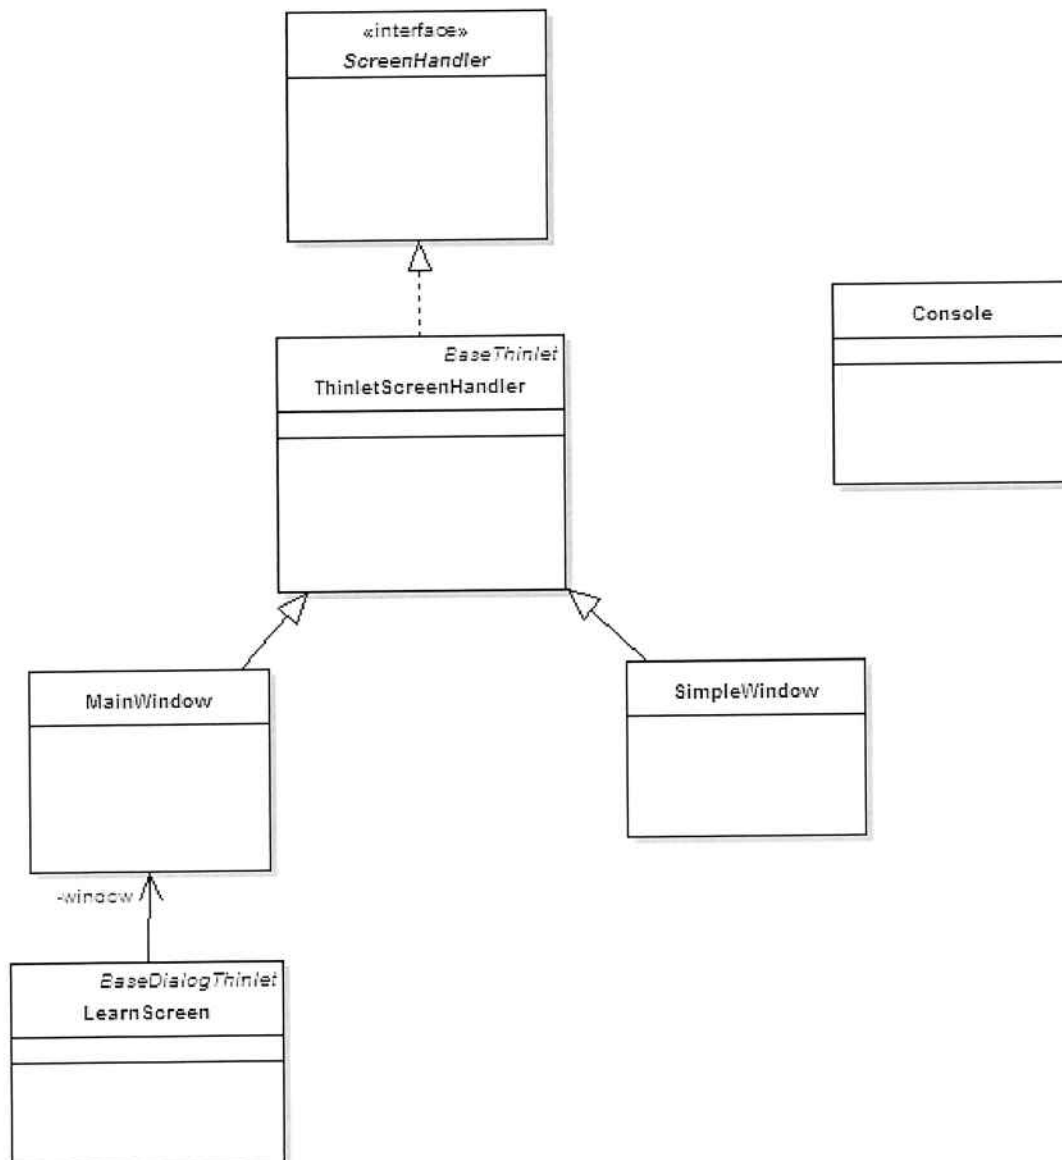 «interface»
ScreenHandler
Console
BaseThinlet
ThinletScreenHandler
MainWindow
SimpleWindow
-window
BaseDialogThinlet
LearnScreen